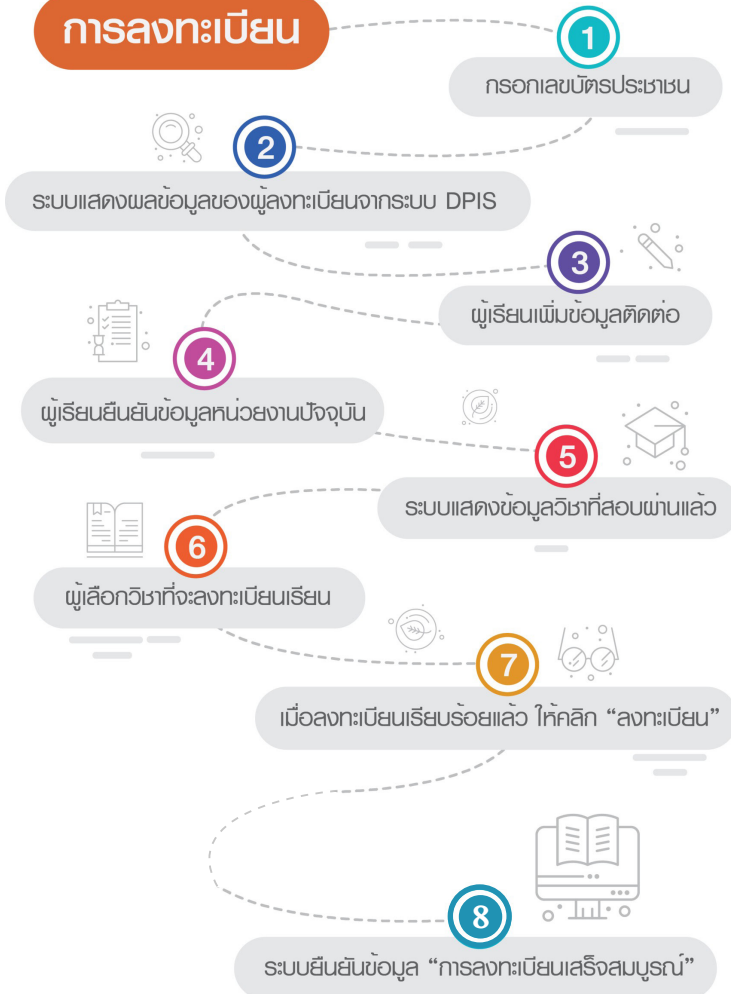 การลงทะเบียน
1
กรอกเลขบัตรประชาชน
2
ระบบแสดงผลข้อมูลของผู้ลงทะเบียนจากระบบ DPIS
3
ผู้เรียนเพิ่มข้อมูลติดต่อ
4
ผู้เรียนยืนยันข้อมูลหน่วยงานปัจจุบัน
5
ระบบแสดงข้อมูลวิชาที่สอบผ่านแล้ว
6
ผู้เลือกวิชาที่จะลงทะเบียนเรียน
7
เมื่อลงทะเบียนเรียบร้อยแล้ว ให้คลิก “ลงทะเบียน”
8
ระบบยืนยันข้อมูล “การลงทะเบียนเสร็จสมบูรณ์”